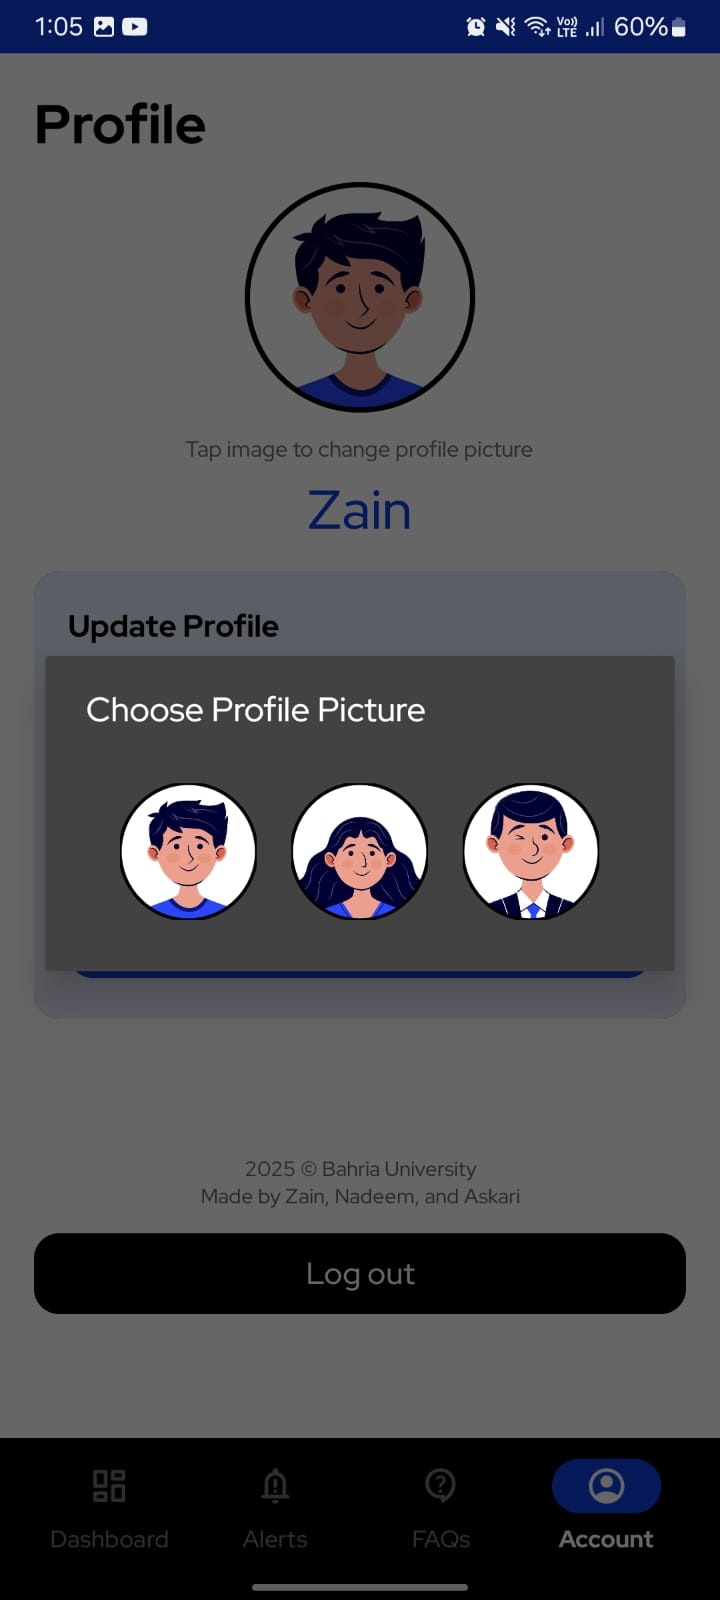 1:05 Vo)) LTE 60%
Profile
Tap image to change profile picture
Zain
Update Profile
Choose Profile Picture
2025 © Bahria University
Made by Zain, Nadeem, and Askari
Log out
Dashboard Alerts FAQs Account